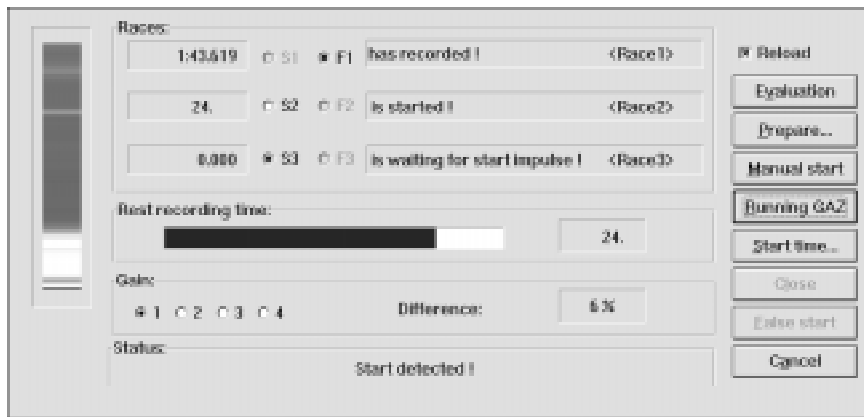 Races:
1:43.619 S1 F1 has recorded ! <Race1>
24. S2 F2 is started ! <Race2>
0.000 S3 F3 is waiting for start impulse ! <Race3>
Rest recording time:
24.
Gain:
1 2 3 4 Difference: 6 %
Status:
Start detected !
Reload
Evaluation
Prepare...
Manual start
Running GAZ
Start time...
Close
False start
Cancel